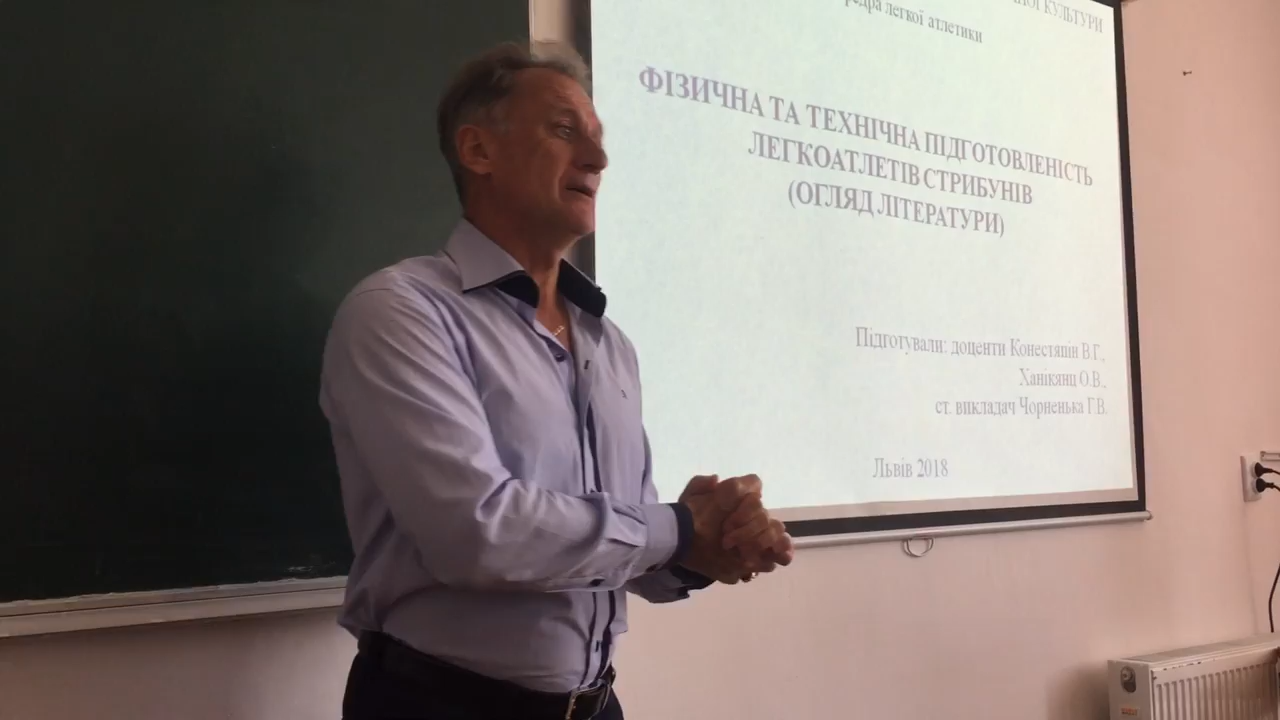 НОЇ КУЛЬТУРИ
едра легкої атлетики
ФІЗИЧНА ТА ТЕХНІЧНА ПІДГОТОВЛЕНІСТЬ
ЛЕГКОАТЛЕТІВ СТРИБУНІВ
(ОГЛЯД ЛІТЕРАТУРИ)
Підготували: доценти Конестяпін В.Г.,
Ханікянц О.В.,
ст. викладач Чорненька Г.В.
Львів 2018